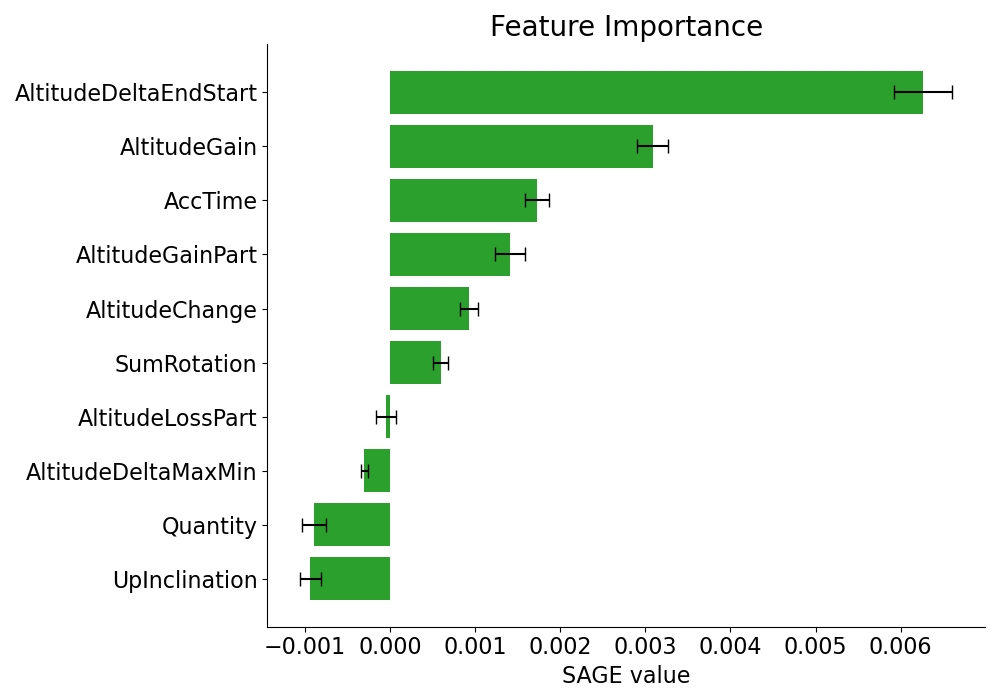 Feature Importance
AltitudeDeltaEndStart
AltitudeGain
AccTime
AltitudeGainPart
AltitudeChange
SumRotation
AltitudeLossPart
AltitudeDeltaMaxMin
Quantity
UpInclination
−0.001 0.000 0.001 0.002 0.003 0.004 0.005 0.006
SAGE value